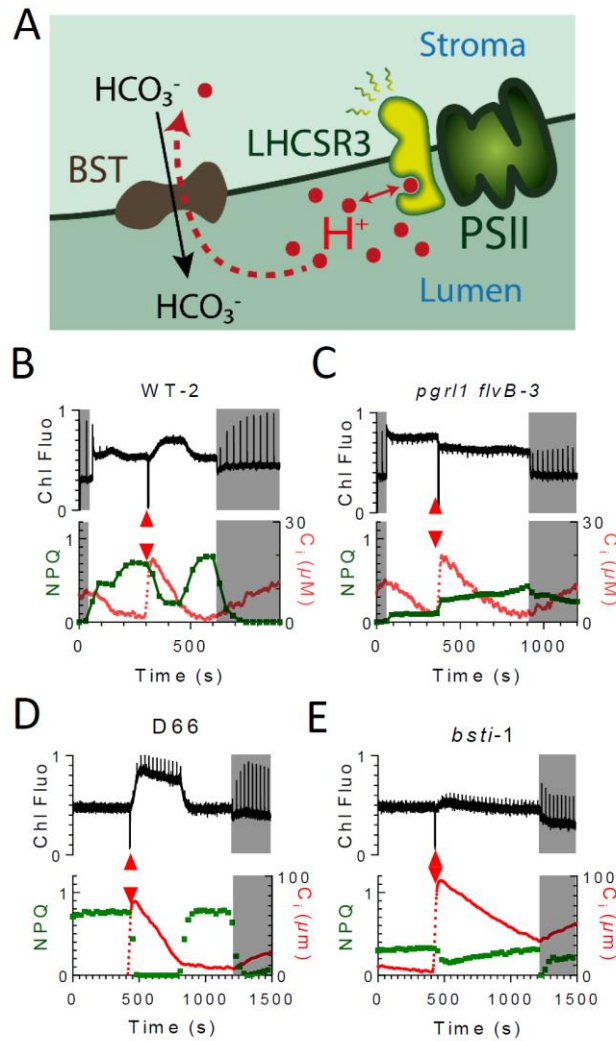 A
Stroma
HCO₃⁻
LHCSR3
BST
H⁺
PSII
HCO₃⁻
Lumen
B
WT-2
C
pgrl1 flvB-3
1
Chl Fluo
0
1
Chl Fluo
0
1
NPQ
0
30
Cᵢ (µM)
0
0
500
Time (s)
1
NPQ
0
30
Cᵢ (µM)
0
0
400
800
1200
Time (s)
D
D66
E
bsti-1
1
Chl Fluo
0
1
Chl Fluo
0
1
NPQ
0
100
Cᵢ (µm)
0
0
500
1000
1500
Time (s)
1
NPQ
0
100
Cᵢ (µm)
0
0
500
1000
1500
Time (s)